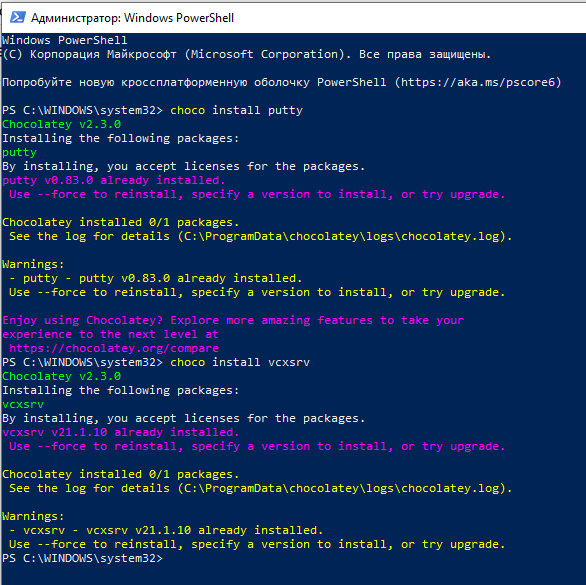 Администратор: Windows PowerShell
Windows PowerShell
(C) Корпорация Майкрософт (Microsoft Corporation). Все права защищены.
Попробуйте новую кроссплатформенную оболочку PowerShell (https://aka.ms/pscore6)
PS C:\WINDOWS\system32> choco install putty
Chocolatey v2.3.0
Installing the following packages:
putty
By installing, you accept licenses for the packages.
putty v0.83.0 already installed.
 Use --force to reinstall, specify a version to install, or try upgrade.
Chocolatey installed 0/1 packages.
 See the log for details (C:\ProgramData\chocolatey\logs\chocolatey.log).
Warnings:
 - putty - putty v0.83.0 already installed.
 Use --force to reinstall, specify a version to install, or try upgrade.
Enjoy using Chocolatey? Explore more amazing features to take your
experience to the next level at
 https://chocolatey.org/compare
PS C:\WINDOWS\system32> choco install vcxsrv
Chocolatey v2.3.0
Installing the following packages:
vcxsrv
By installing, you accept licenses for the packages.
vcxsrv v21.1.10 already installed.
 Use --force to reinstall, specify a version to install, or try upgrade.
Chocolatey installed 0/1 packages.
 See the log for details (C:\ProgramData\chocolatey\logs\chocolatey.log).
Warnings:
 - vcxsrv - vcxsrv v21.1.10 already installed.
 Use --force to reinstall, specify a version to install, or try upgrade.
PS C:\WINDOWS\system32>